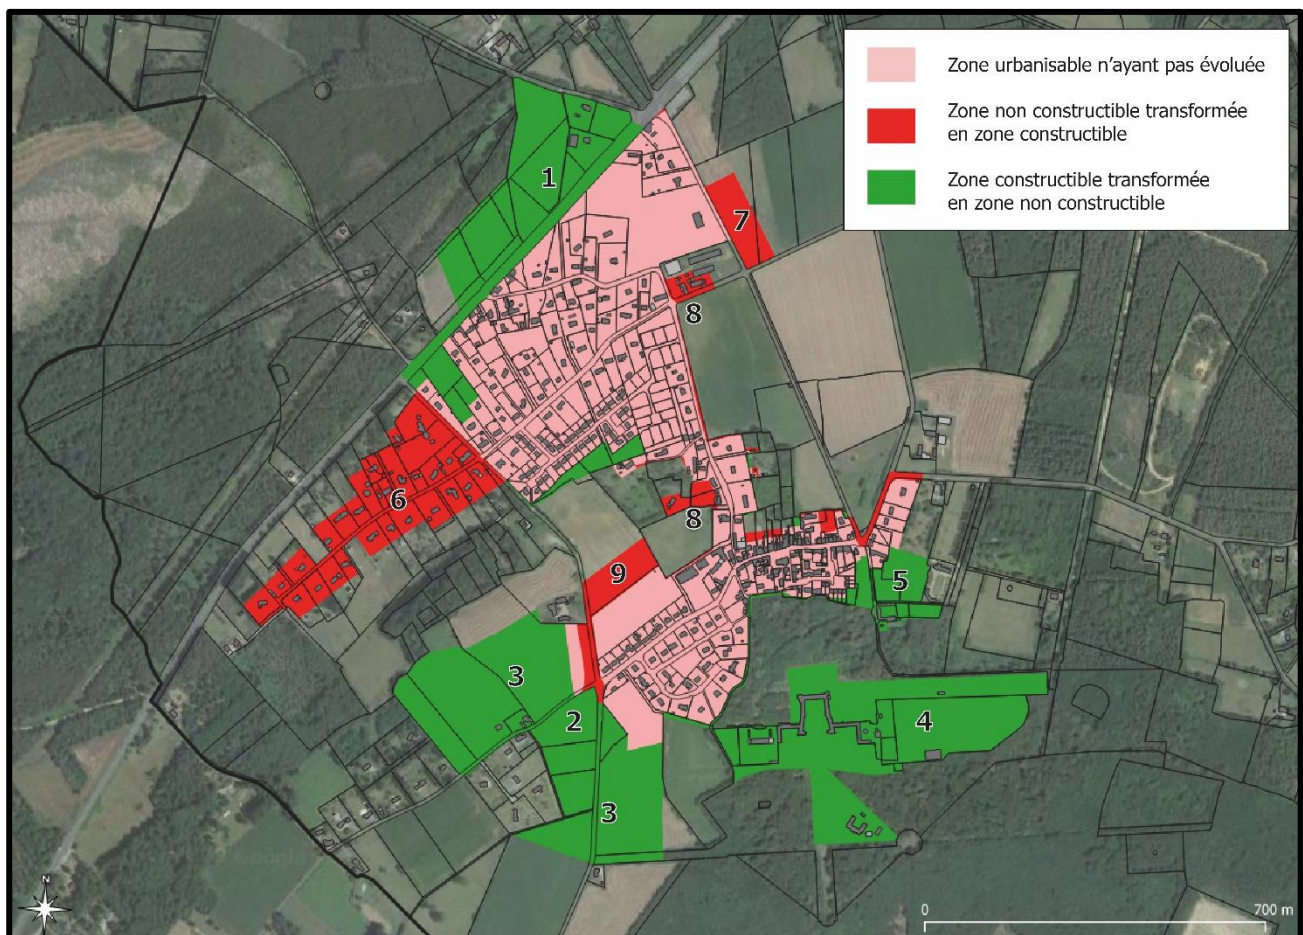 Zone urbanisable n'ayant pas évoluée
Zone non constructible transformée
en zone constructible
Zone constructible transformée
en zone non constructible
1
7
8
6
8
5
9
3
2
4
3
N
0 700 m